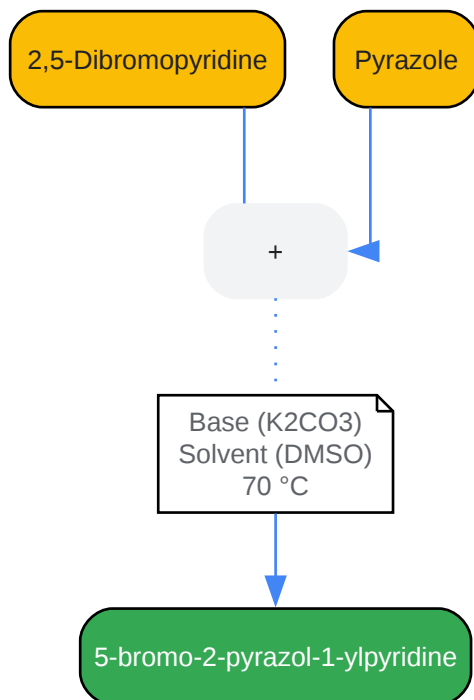 2,5-Dibromopyridine
Pyrazole
+
Base (K2CO3)
Solvent (DMSO)
70 °C
5-bromo-2-pyrazol-1-ylpyridine